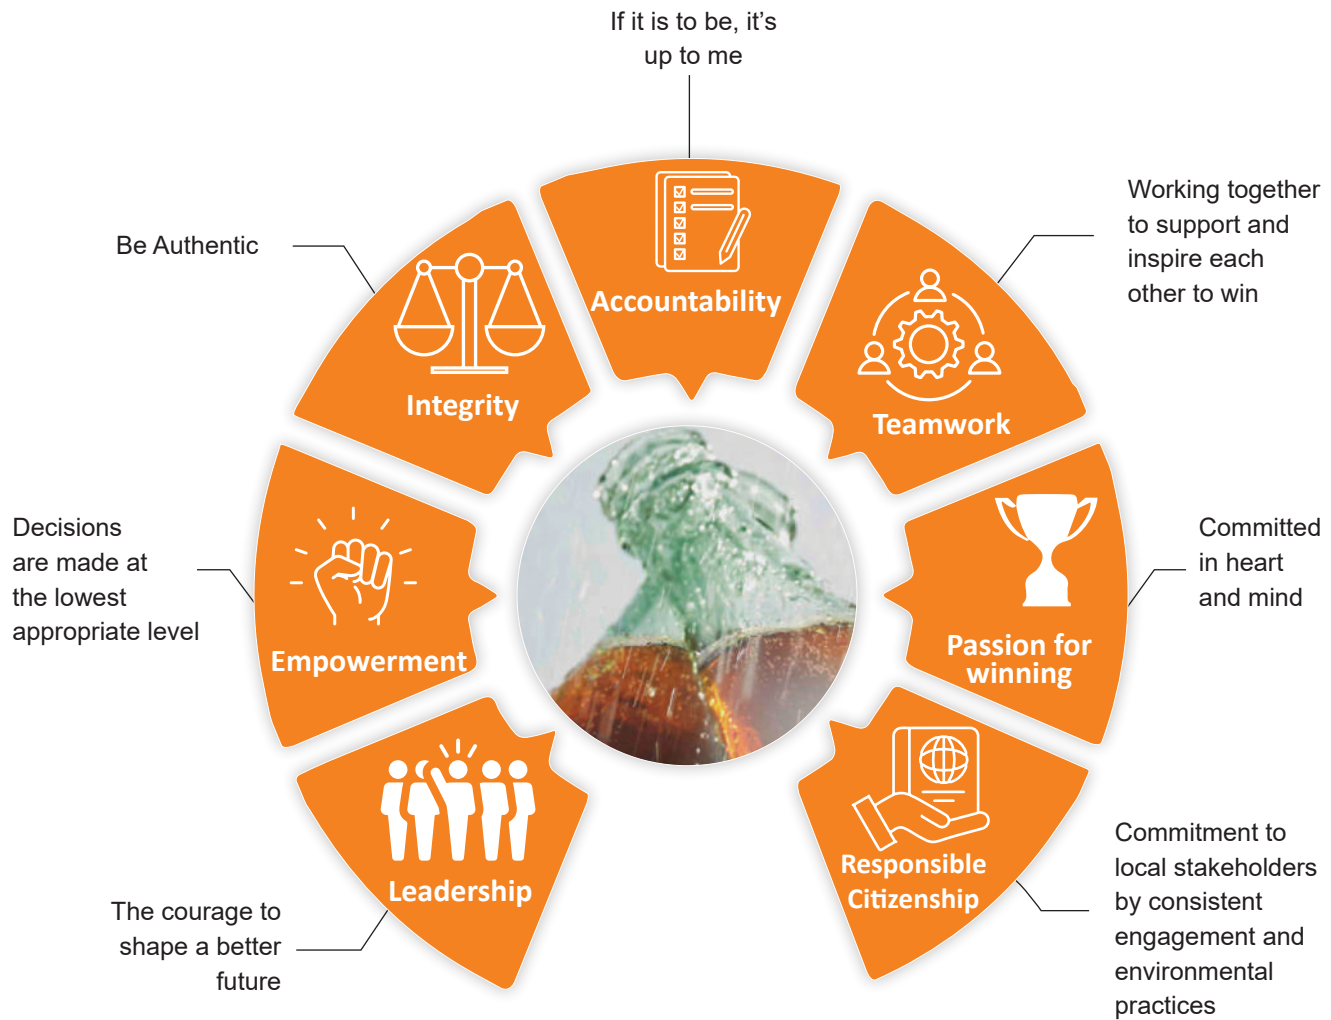 If it is to be, it's
up to me
Accountability
Working together
to support and
inspire each
other to win
Teamwork
Committed
in heart
and mind
Passion for
winning
Commitment to
local stakeholders
by consistent
engagement and
environmental
practices
Responsible
Citizenship
The courage to
shape a better
future
Leadership
Decisions
are made at
the lowest
appropriate level
Empowerment
Be Authentic
Integrity